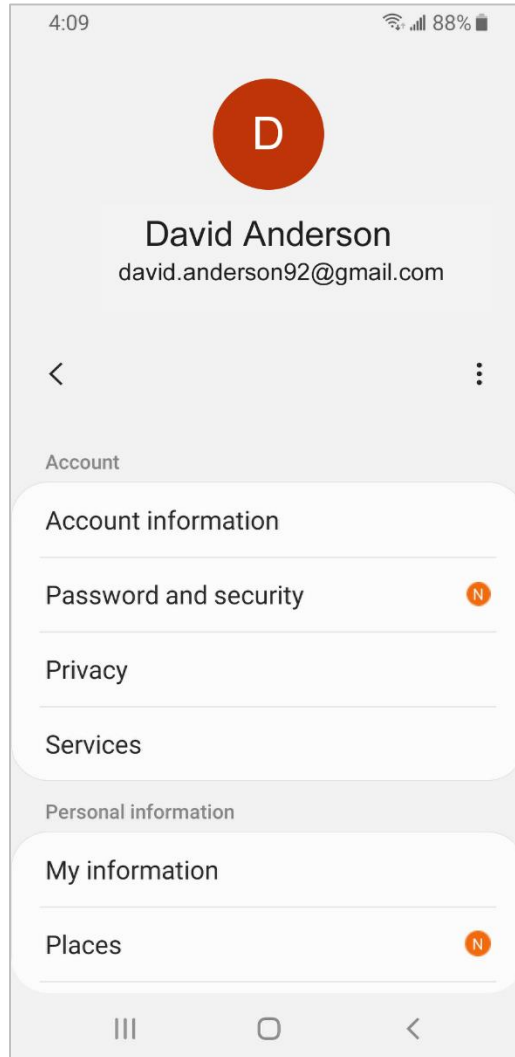 4:09 88%
D
David Anderson
david.anderson92@gmail.com
Account
Account information
Password and security N
Privacy
Services
Personal information
My information
Places N